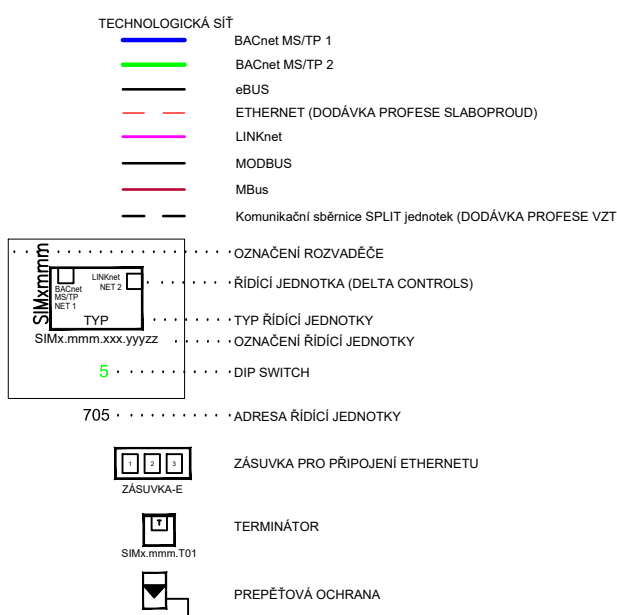 TECHNOLOGICKÁ SÍŤ
BACnet MS/TP 1
BACnet MS/TP 2
eBUS
ETHERNET (DODÁVKA PROFESE SLABOPROUD)
LINKnet
MODBUS
MBus
Komunikační sběrnice SPLIT jednotek (DODÁVKA PROFESE VZT
SIMxmmm
OZNAČENÍ ROZVADĚČE
BACnet
MS/TP
NET 1
LINKnet
NET 2
ŘÍDÍCÍ JEDNOTKA (DELTA CONTROLS)
TYP
TYP ŘÍDÍCÍ JEDNOTKY
SIMx.mmm.xxx.yyyzz
OZNAČENÍ ŘÍDÍCÍ JEDNOTKY
5
DIP SWITCH
705
ADRESA ŘÍDÍCÍ JEDNOTKY
1 2 3
ZÁSUVKA-E
ZÁSUVKA PRO PŘIPOJENÍ ETHERNETU
T
SIMx.mmm.T01
TERMINÁTOR
PREPĚŤOVÁ OCHRANA